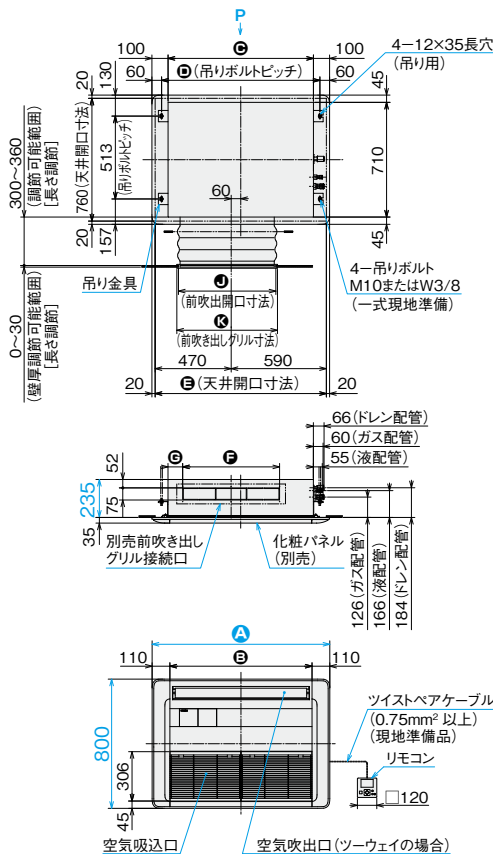 P
100
C
100
60
D(吊りボルトピッチ)
60
4−12×35長穴
(吊り用)
20
130
45
300〜360
(調節可能範囲)
[長さ調節]
760(天井開口寸法)
513
(吊りボルトピッチ)
710
60
20
157
45
吊り金具
4−吊りボルト
M10またはW3/8
(一式現地準備)
0〜30
(壁厚調節可能範囲)
[長さ調節]
J
(前吹出開口寸法)
K
(前吹き出しグリル寸法)
470
590
20
E(天井開口寸法)
20
66(ドレン配管)
60(ガス配管)
55(液配管)
52
G
F
235
75
35
別売前吹き出し
グリル接続口
化粧パネル
(別売)
126(ガス配管)
166(液配管)
184(ドレン配管)
A
110
B
110
800
306
45
ツイストペアケーブル
(0.75mm² 以上)
(現地準備品)
リモコン
□120
空気吸込口
空気吹出口(ツーウェイの場合)